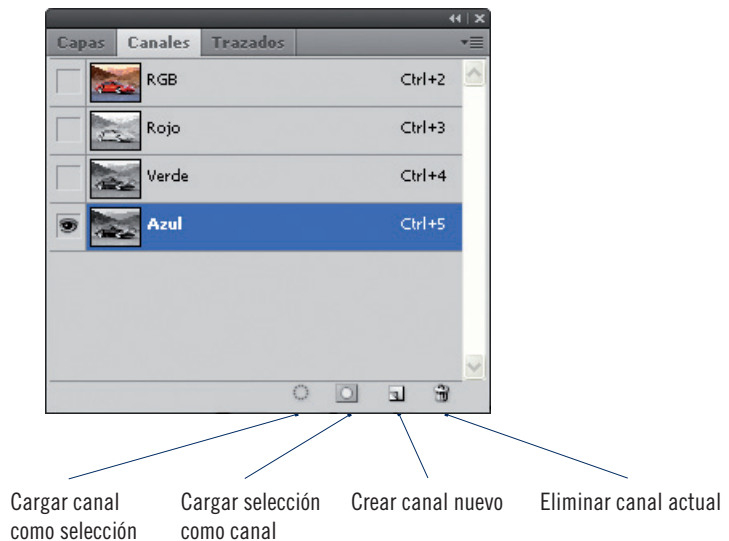 Capas Canales Trazados
RGB Ctrl+2
Rojo Ctrl+3
Verde Ctrl+4
Azul Ctrl+5
Cargar canal
como selección
Cargar selección
como canal
Crear canal nuevo
Eliminar canal actual